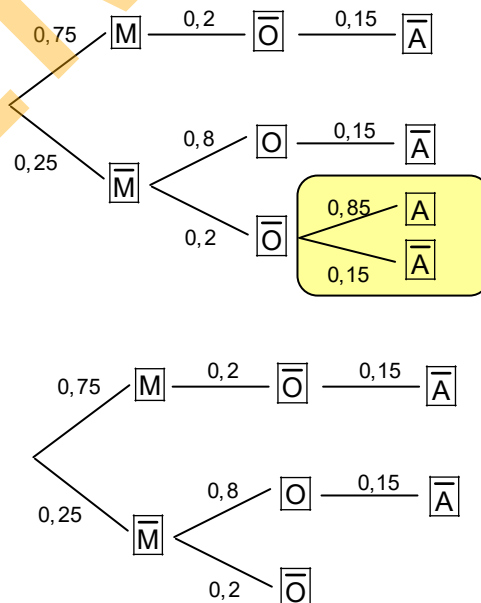 0,75 M 0,2 O̅ 0,15 A̅
0,25 M̅ 0,8 O 0,15 A̅
0,2 O̅ 0,85 A
0,15 A̅
0,75 M 0,2 O̅ 0,15 A̅
0,25 M̅ 0,8 O 0,15 A̅
0,2 O̅